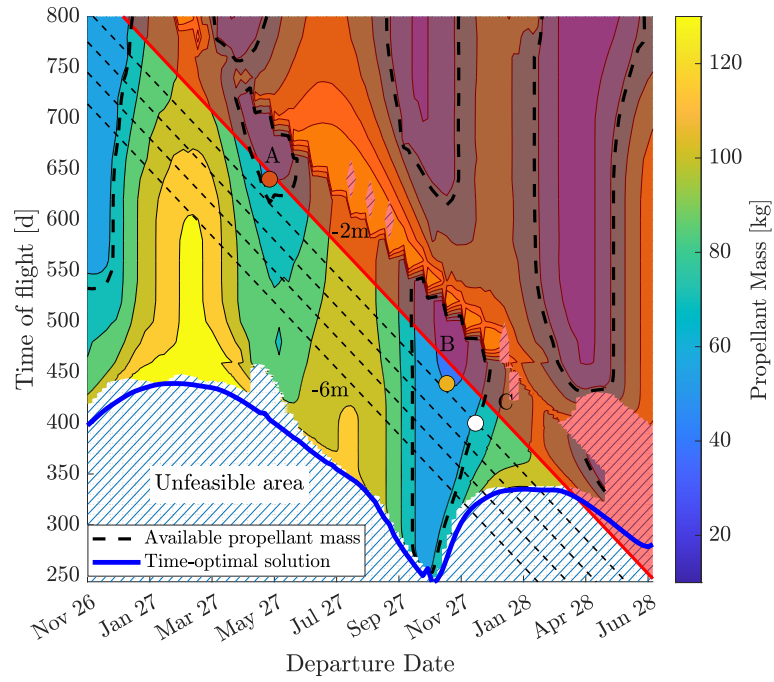 800
750
700
650
600
550
500
450
400
350
300
250
Time of flight [d]
A
-2m
B
-6m
C
Unfeasible area
Available propellant mass
Time-optimal solution
Nov 26
Jan 27
Mar 27
May 27
Jul 27
Sep 27
Nov 27
Jan 28
Apr 28
Jun 28
Departure Date
120
100
80
60
40
20
Propellant Mass [kg]